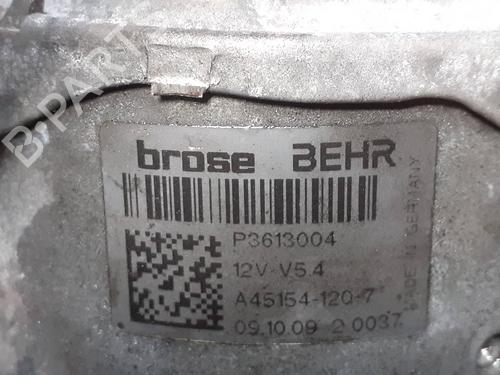 brose BEHR
P3613004
12V-V5.4
A45154-120-7
09.10.09 2 0037
MADE IN GERMANY
B-PARTS